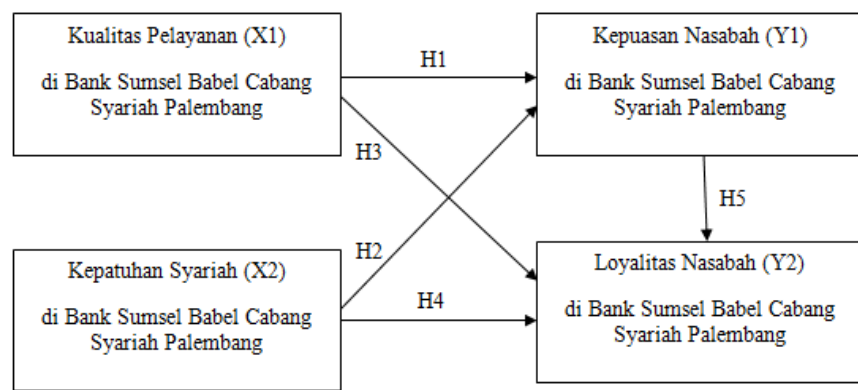 Kualitas Pelayanan (X1)
di Bank Sumsel Babel Cabang
Syariah Palembang
H1
Kepuasan Nasabah (Y1)
di Bank Sumsel Babel Cabang
Syariah Palembang
H3
H5
H2
Kepatuhan Syariah (X2)
di Bank Sumsel Babel Cabang
Syariah Palembang
H4
Loyalitas Nasabah (Y2)
di Bank Sumsel Babel Cabang
Syariah Palembang